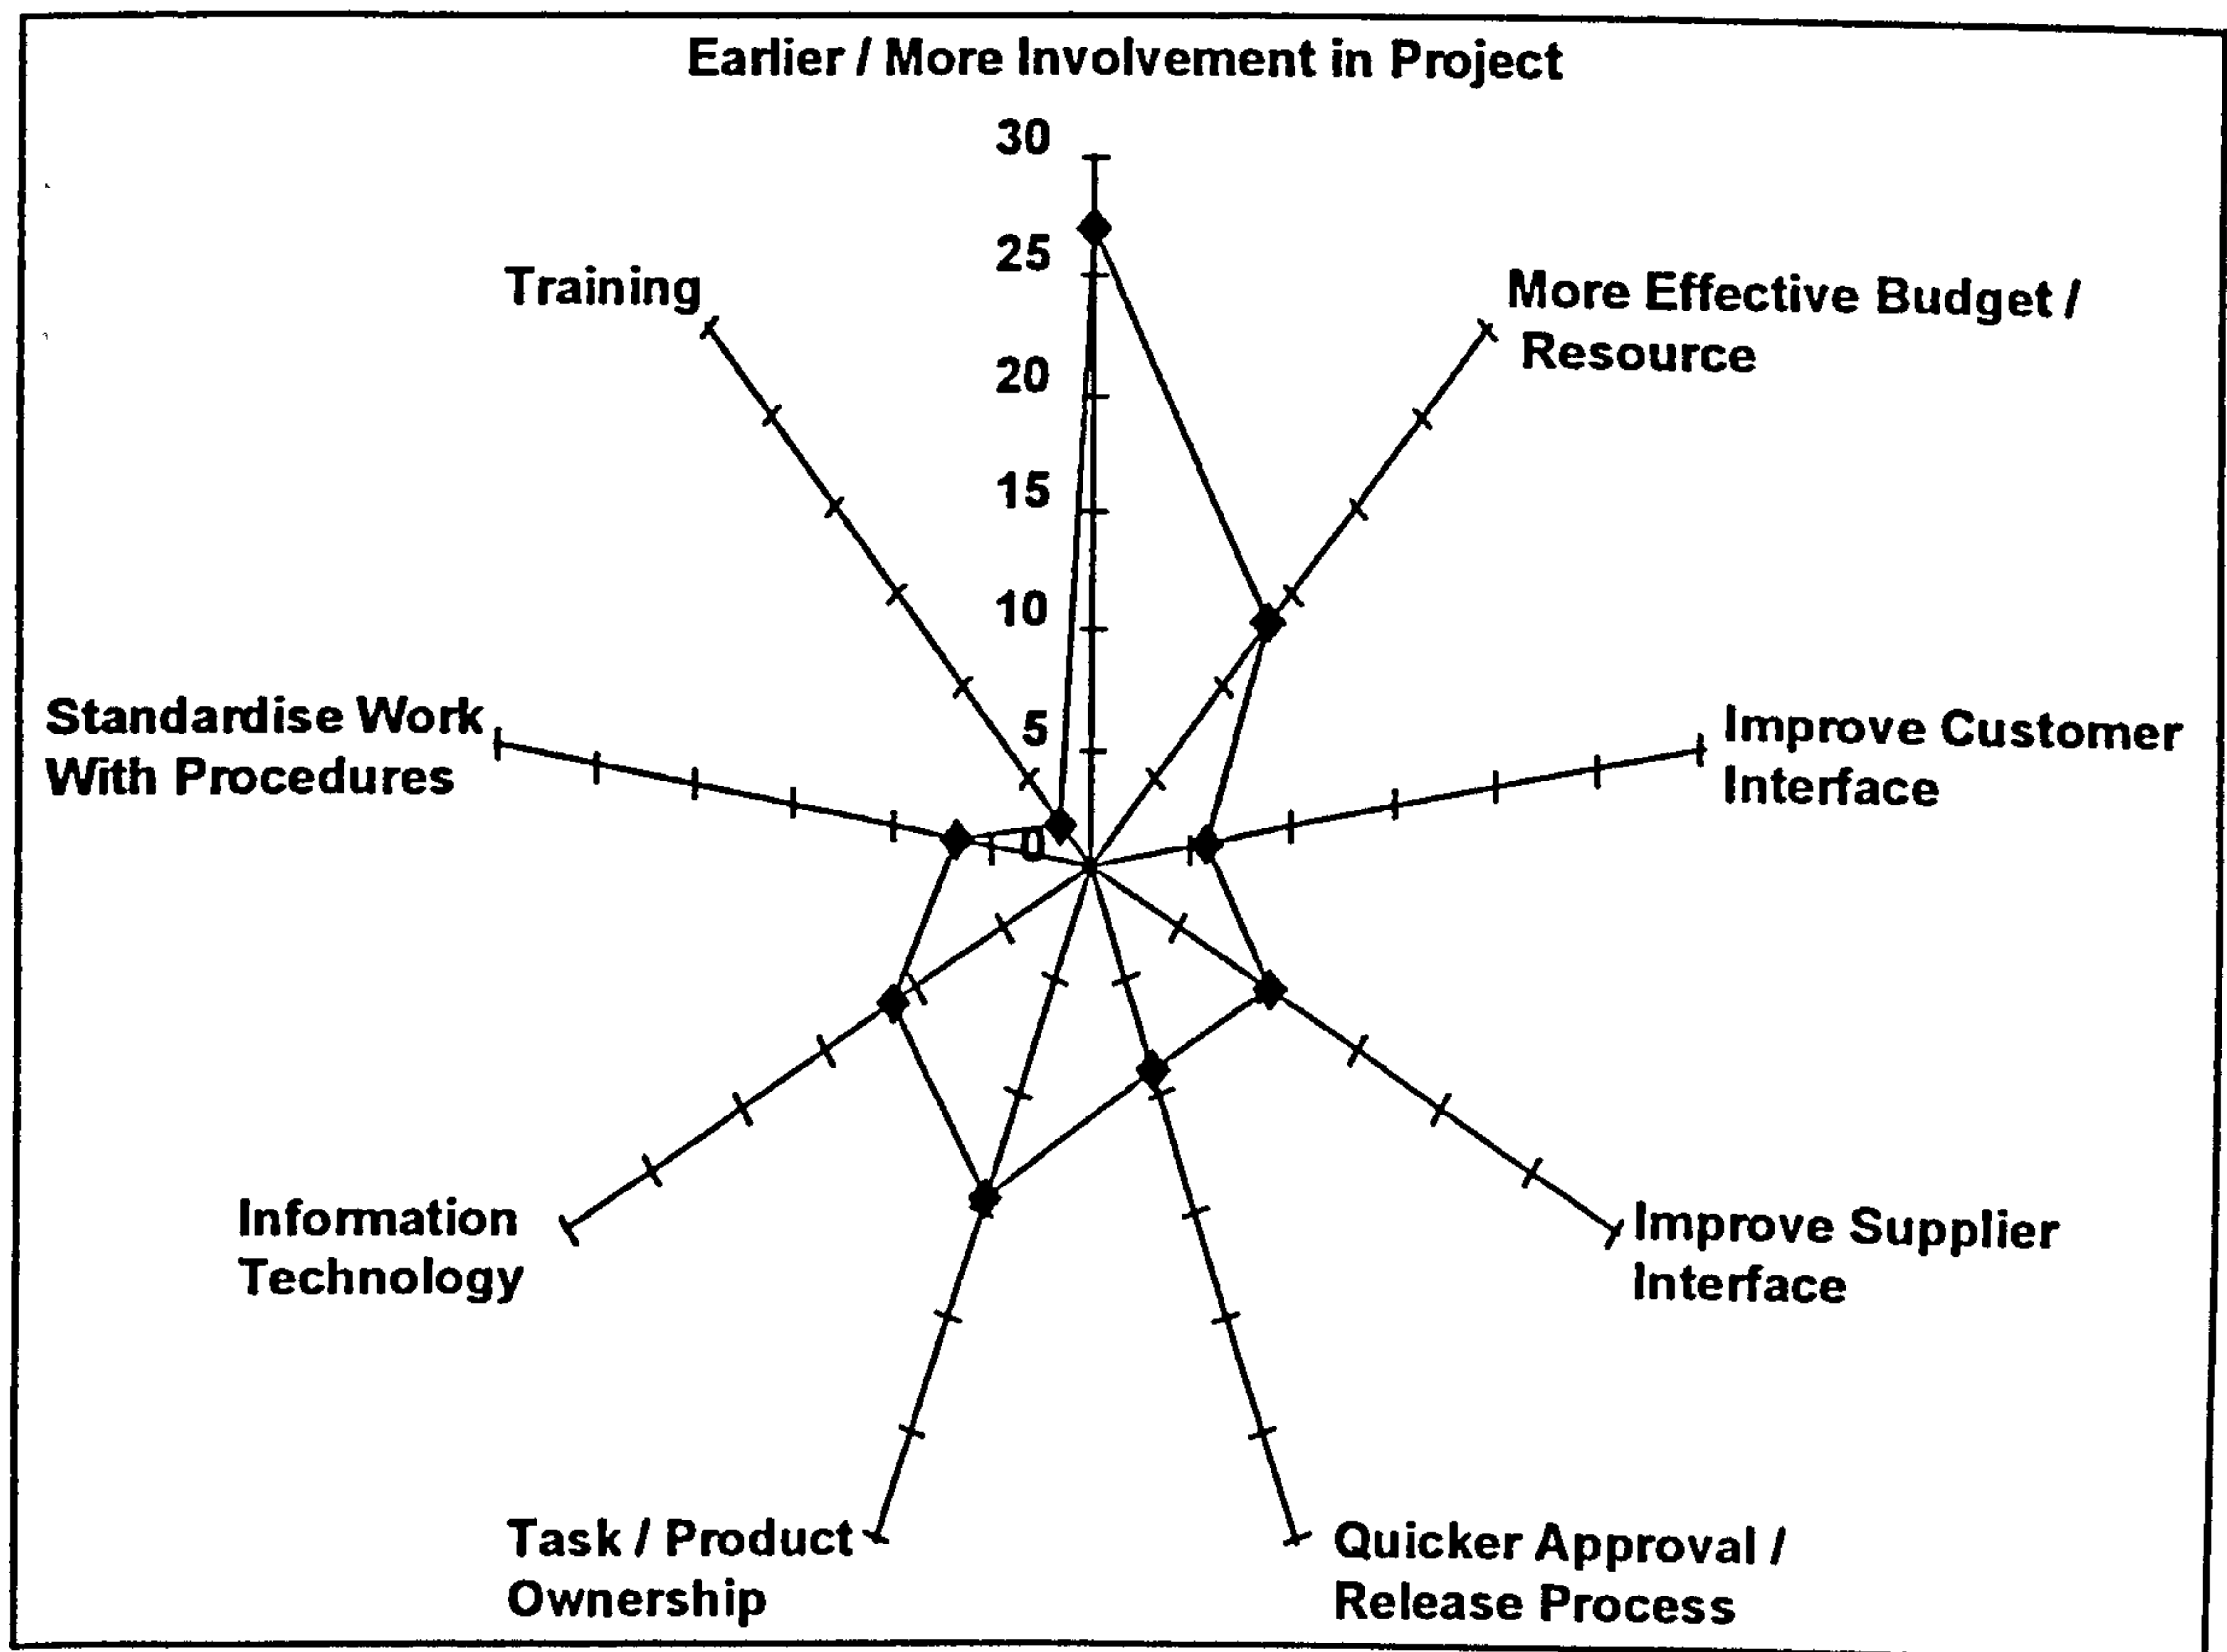 Earlier / More Involvement in Project
30
25
20
15
10
5
0
More Effective Budget /
Resource
Improve Customer
Interface
Improve Supplier
Interface
Quicker Approval /
Release Process
Task / Product
Ownership
Information
Technology
Standardise Work
With Procedures
Training